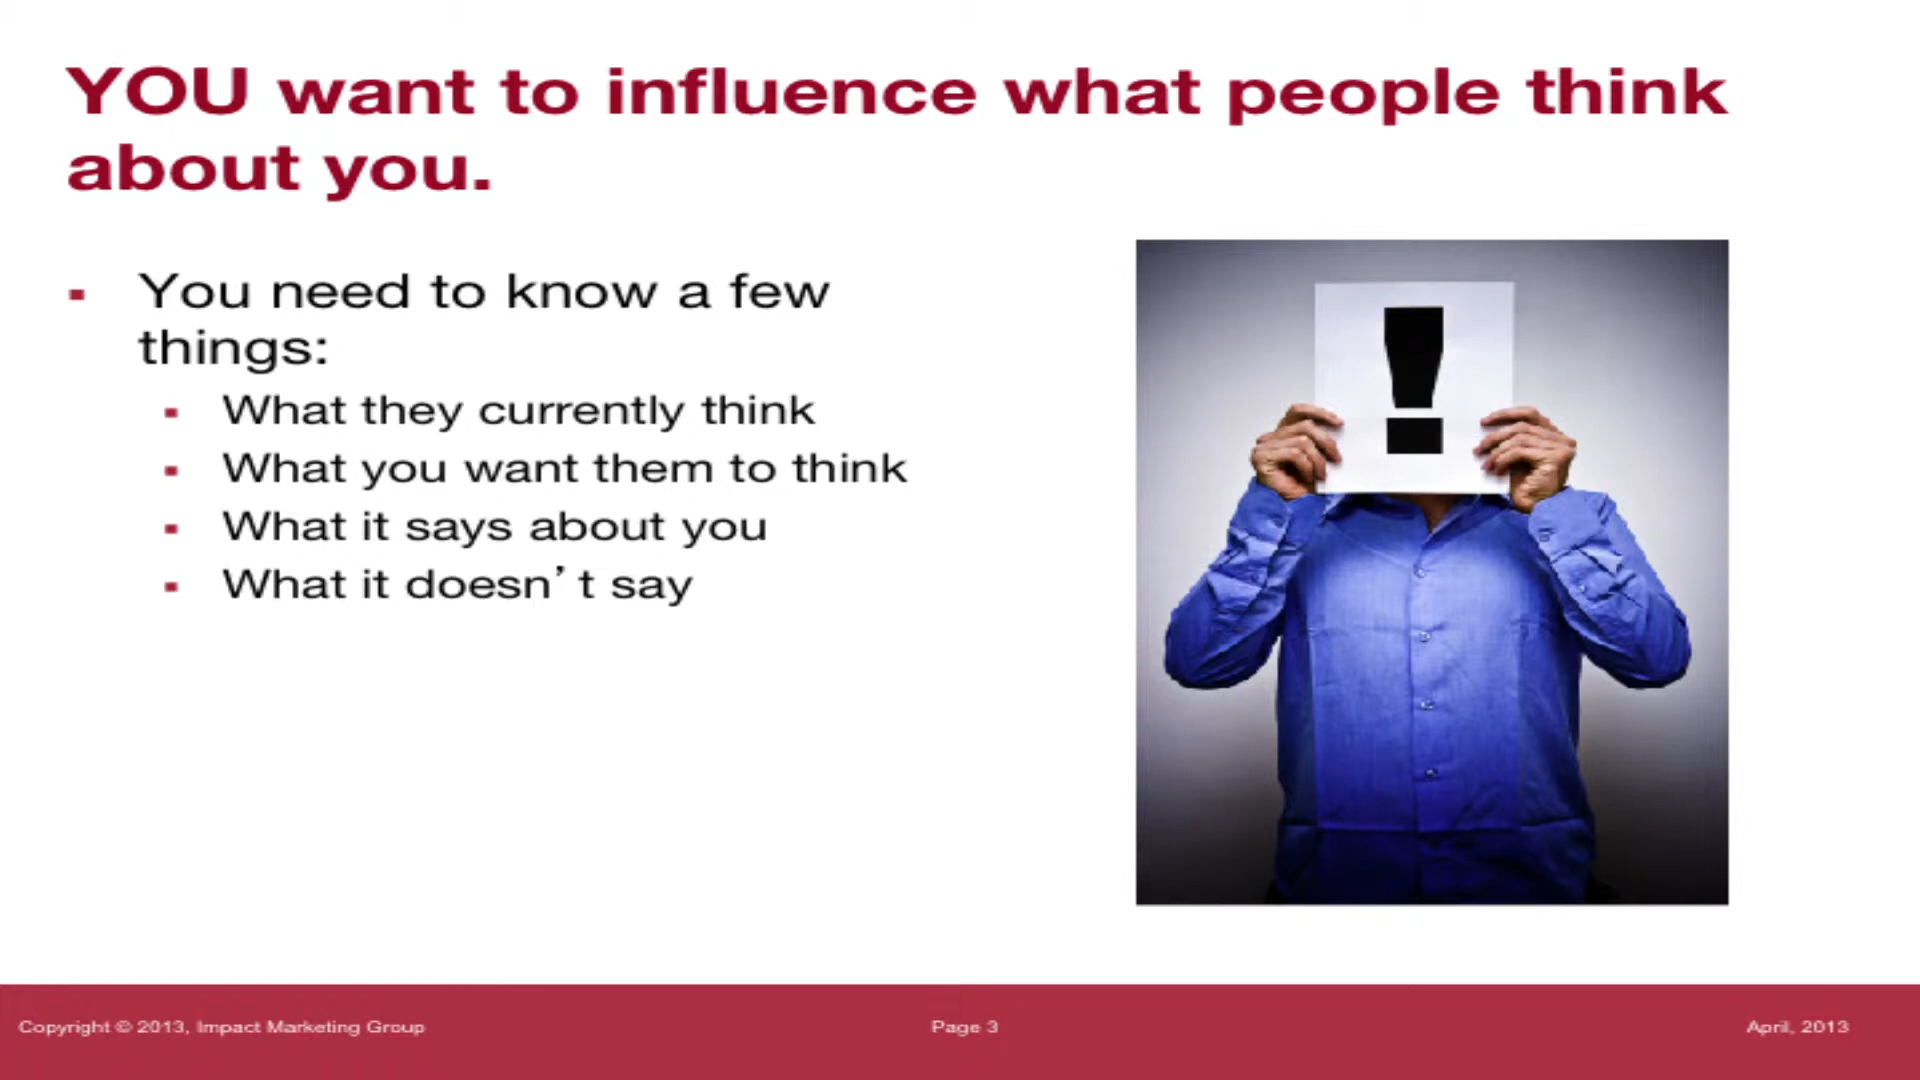 YOU want to influence what people think
about you.
▪ You need to know a few
things:
▪ What they currently think
▪ What you want them to think
▪ What it says about you
▪ What it doesn’t say
!
Copyright © 2013, Impact Marketing Group
Page 3
April, 2013